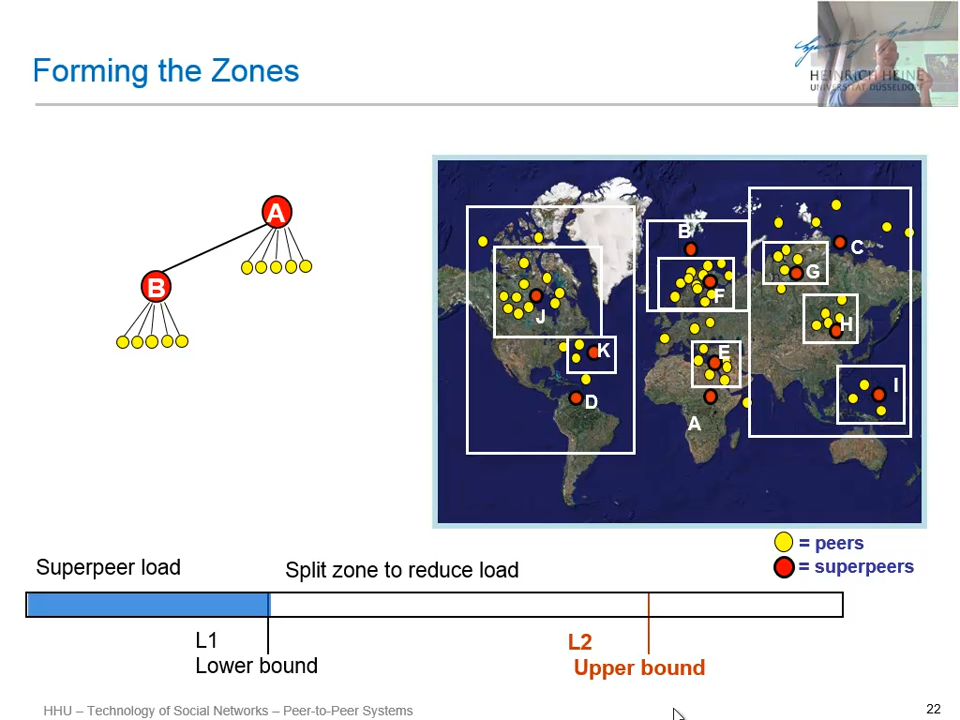 Forming the Zones
HEINRICH HEINE
UNIVERSITÄT DÜSSELDORF
A
B
B
C
G
F
J
H
K
E
I
D
A
= peers
= superpeers
Superpeer load
Split zone to reduce load
L1
Lower bound
L2
Upper bound
HHU – Technology of Social Networks – Peer-to-Peer Systems
22